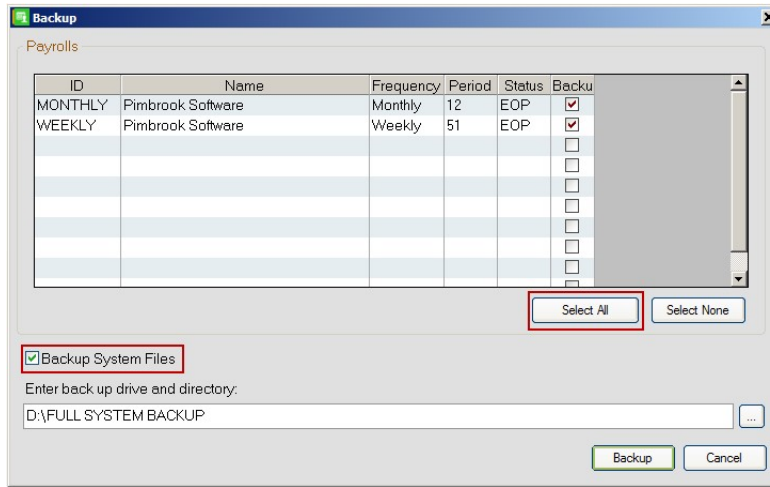 Backup
Payrolls
ID Name Frequency Period Status Backu
MONTHLY Pimbrook Software Monthly 12 EOP
WEEKLY Pimbrook Software Weekly 51 EOP
Select All Select None
Backup System Files
Enter back up drive and directory:
D:\FULL SYSTEM BACKUP ...
Backup Cancel